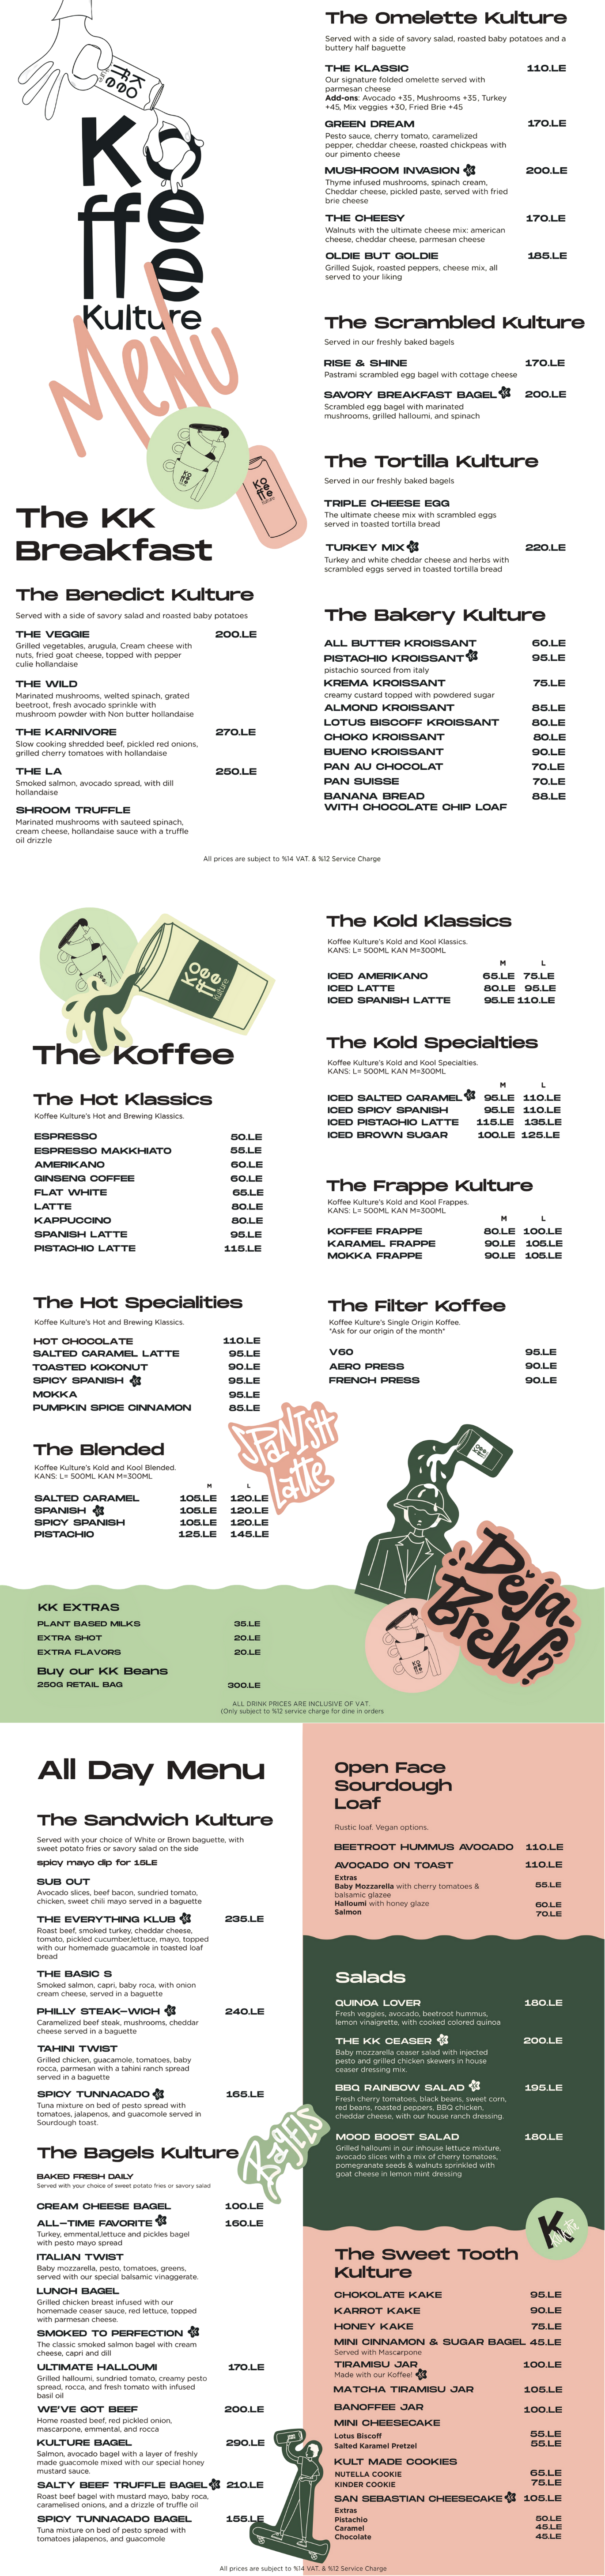 Ko
ffe
ffe
Kulture
Menu
Koffee
Koffee Kulture
The KK
Breakfast
The Benedict Kulture
Served with a side of savory salad and roasted baby potatoes
THE VEGGIE 200.LE
Grilled vegetables, arugula, Cream cheese with
nuts, fried goat cheese, topped with pepper
culie hollandaise
THE WILD
Marinated mushrooms, welted spinach, grated
beetroot, fresh avocado sprinkle with
mushroom powder with Non butter hollandaise
THE KARNIVORE 270.LE
Slow cooking shredded beef, pickled red onions,
grilled cherry tomatoes with hollandaise
THE LA 250.LE
Smoked salmon, avocado spread, with dill
hollandaise
SHROOM TRUFFLE
Marinated mushrooms with sauteed spinach,
cream cheese, hollandaise sauce with a truffle
oil drizzle
The Omelette Kulture
Served with a side of savory salad, roasted baby potatoes and a
buttery half baguette
THE KLASSIC 110.LE
Our signature folded omelette served with
parmesan cheese
Add-ons: Avocado +35, Mushrooms +35, Turkey
+45, Mix veggies +30, Fried Brie +45
GREEN DREAM 170.LE
Pesto sauce, cherry tomato, caramelized
pepper, cheddar cheese, roasted chickpeas with
our pimento cheese
MUSHROOM INVASION 200.LE
Thyme infused mushrooms, spinach cream,
Cheddar cheese, pickled paste, served with fried
brie cheese
THE CHEESY 170.LE
Walnuts with the ultimate cheese mix: american
cheese, cheddar cheese, parmesan cheese
OLDIE BUT GOLDIE 185.LE
Grilled Sujok, roasted peppers, cheese mix, all
served to your liking
The Scrambled Kulture
Served in our freshly baked bagels
RISE & SHINE 170.LE
Pastrami scrambled egg bagel with cottage cheese
SAVORY BREAKFAST BAGEL 200.LE
Scrambled egg bagel with marinated
mushrooms, grilled halloumi, and spinach
The Tortilla Kulture
Served in our freshly baked bagels
TRIPLE CHEESE EGG
The ultimate cheese mix with scrambled eggs
served in toasted tortilla bread
TURKEY MIX 220.LE
Turkey and white cheddar cheese and herbs with
scrambled eggs served in toasted tortilla bread
The Bakery Kulture
ALL BUTTER KROISSANT 60.LE
PISTACHIO KROISSANT 95.LE
pistachio sourced from italy
KREMA KROISSANT 75.LE
creamy custard topped with powdered sugar
ALMOND KROISSANT 85.LE
LOTUS BISCOFF KROISSANT 80.LE
CHOKO KROISSANT 80.LE
BUENO KROISSANT 90.LE
PAN AU CHOCOLAT 70.LE
PAN SUISSE 70.LE
BANANA BREAD 88.LE
WITH CHOCOLATE CHIP LOAF
All prices are subject to %14 VAT. & %12 Service Charge
Koffee Kulture
The Koffee
The Hot Klassics
Koffee Kulture's Hot and Brewing Klassics.
ESPRESSO 50.LE
ESPRESSO MAKKHIATO 55.LE
AMERIKANO 60.LE
GINSENG COFFEE 60.LE
FLAT WHITE 65.LE
LATTE 80.LE
KAPPUCCINO 80.LE
SPANISH LATTE 95.LE
PISTACHIO LATTE 115.LE
The Hot Specialities
Koffee Kulture's Hot and Brewing Klassics.
HOT CHOCOLATE 110.LE
SALTED CARAMEL LATTE 95.LE
TOASTED KOKONUT 90.LE
SPICY SPANISH 95.LE
MOKKA 95.LE
PUMPKIN SPICE CINNAMON 85.LE
The Blended
Koffee Kulture's Kold and Kool Blended.
KANS: L= 500ML KAN M=300ML
M L
SALTED CARAMEL 105.LE 120.LE
SPANISH 105.LE 120.LE
SPICY SPANISH 105.LE 120.LE
PISTACHIO 125.LE 145.LE
The Kold Klassics
Koffee Kulture's Kold and Kool Klassics.
KANS: L= 500ML KAN M=300ML
M L
ICED AMERIKANO 65.LE 75.LE
ICED LATTE 80.LE 95.LE
ICED SPANISH LATTE 95.LE 110.LE
The Kold Specialties
Koffee Kulture's Kold and Kool Specialties.
KANS: L= 500ML KAN M=300ML
M L
ICED SALTED CARAMEL 95.LE 110.LE
ICED SPICY SPANISH 95.LE 110.LE
ICED PISTACHIO LATTE 115.LE 135.LE
ICED BROWN SUGAR 100.LE 125.LE
The Frappe Kulture
Koffee Kulture's Kold and Kool Frappes.
KANS: L= 500ML KAN M=300ML
M L
KOFFEE FRAPPE 80.LE 100.LE
KARAMEL FRAPPE 90.LE 105.LE
MOKKA FRAPPE 90.LE 105.LE
The Filter Koffee
Koffee Kulture's Single Origin Koffee.
*Ask for our origin of the month*
V60 95.LE
AERO PRESS 90.LE
FRENCH PRESS 90.LE
SPANISH
Latte
Deja-
Brew?
KK EXTRAS
PLANT BASED MILKS 35.LE
EXTRA SHOT 20.LE
EXTRA FLAVORS 20.LE
Buy our KK Beans
250G RETAIL BAG 300.LE
ALL DRINK PRICES ARE INCLUSIVE OF VAT.
(Only subject to %12 service charge for dine in orders
All Day Menu
The Sandwich Kulture
Served with your choice of White or Brown baguette, with
sweet potato fries or savory salad on the side
spicy mayo dip for 15LE
SUB OUT
Avocado slices, beef bacon, sundried tomato,
chicken, sweet chili mayo served in a baguette
THE EVERYTHING KLUB 235.LE
Roast beef, smoked turkey, cheddar cheese,
tomato, pickled cucumber,lettuce, mayo, topped
with our homemade guacamole in toasted loaf
bread
THE BASIC S
Smoked salmon, capri, baby roca, with onion
cream cheese, served in a baguette
PHILLY STEAK-WICH 240.LE
Caramelized beef steak, mushrooms, cheddar
cheese served in a baguette
TAHINI TWIST
Grilled chicken, guacamole, tomatoes, baby
rocca, parmesan with a tahini ranch spread
served in a baguette
SPICY TUNNACADO 165.LE
Tuna mixture on bed of pesto spread with
tomatoes, jalapenos, and guacomole served in
Sourdough toast.
The Bagels Kulture
BAKED FRESH DAILY
Served with your choice of sweet potato fries or savory salad
CREAM CHEESE BAGEL 100.LE
ALL-TIME FAVORITE 160.LE
Turkey, emmental,lettuce and pickles bagel
with pesto mayo spread
ITALIAN TWIST
Baby mozzarella, pesto, tomatoes, greens,
served with our special balsamic vinaggerate.
LUNCH BAGEL
Grilled chicken breast infused with our
homemade ceaser sauce, red lettuce, topped
with parmesan cheese.
SMOKED TO PERFECTION
The classic smoked salmon bagel with cream
cheese, capri and dill
ULTIMATE HALLOUMI 170.LE
Grilled halloumi, sundried tomato, creamy pesto
spread, rocca, and fresh tomato with infused
basil oil
WE'VE GOT BEEF 200.LE
Home roasted beef, red pickled onion,
mascarpone, emmental, and rocca
KULTURE BAGEL 290.LE
Salmon, avocado bagel with a layer of freshly
made guacomole mixed with our special honey
mustard sauce.
SALTY BEEF TRUFFLE BAGEL 210.LE
Roast beef bagel with mustard mayo, baby roca,
caramelised onions, and a drizzle of truffle oil
SPICY TUNNACADO BAGEL 155.LE
Tuna mixture on bed of pesto spread with
tomatoes jalapenos, and guacomole
BAGELS
Open Face
Sourdough
Loaf
Rustic loaf. Vegan options.
BEETROOT HUMMUS AVOCADO 110.LE
AVOCADO ON TOAST 110.LE
Extras
Baby Mozzarella with cherry tomatoes & 55.LE
balsamic glazee
Halloumi with honey glaze 60.LE
Salmon 70.LE
Salads
QUINOA LOVER 180.LE
Fresh veggies, avocado, beetroot hummus,
lemon vinaigrette, with cooked colored quinoa
THE KK CEASER 200.LE
Baby mozzarella ceaser salad with injected
pesto and grilled chicken skewers in house
ceaser dressing mix.
BBQ RAINBOW SALAD 195.LE
Fresh cherry tomatoes, black beans, sweet corn,
red beans, roasted peppers, BBQ chicken,
cheddar cheese, with our house ranch dressing.
MOOD BOOST SALAD 180.LE
Grilled halloumi in our inhouse lettuce mixture,
avocado slices with a mix of cherry tomatoes,
pomegranate seeds & walnuts sprinkled with
goat cheese in lemon mint dressing
The Sweet Tooth
Kulture
CHOKOLATE KAKE 95.LE
KARROT KAKE 90.LE
HONEY KAKE 75.LE
MINI CINNAMON & SUGAR BAGEL 45.LE
Served with Mascarpone
TIRAMISU JAR 100.LE
Made with our Koffee!
MATCHA TIRAMISU JAR 105.LE
BANOFFEE JAR 100.LE
MINI CHEESECAKE
Lotus Biscoff 55.LE
Salted Karamel Pretzel 55.LE
KULT MADE COOKIES
NUTELLA COOKIE 65.LE
KINDER COOKIE 75.LE
SAN SEBASTIAN CHEESECAKE 105.LE
Extras
Pistachio 50.LE
Caramel 45.LE
Chocolate 45.LE
All prices are subject to %14 VAT. & %12 Service Charge